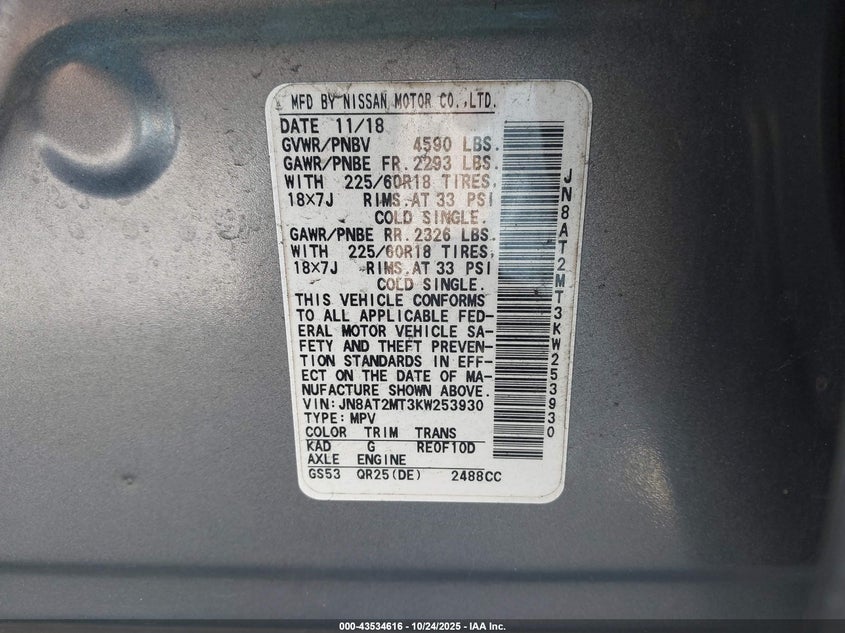 MFD BY NISSAN MOTOR CO.,LTD.
DATE 11/18
GVWR/PNBV 4590 LBS.
GAWR/PNBE FR. 2293 LBS.
WITH 225/60R18 TIRES,
18×7J RIMS.AT 33 PSI
COLD SINGLE.
GAWR/PNBE RR. 2326 LBS.
WITH 225/60R18 TIRES,
18×7J RIMS.AT 33 PSI
COLD SINGLE.
THIS VEHICLE CONFORMS
TO ALL APPLICABLE FED-
ERAL MOTOR VEHICLE SA-
FETY AND THEFT PREVEN-
TION STANDARDS IN EFF-
ECT ON THE DATE OF MA-
NUFACTURE SHOWN ABOVE.
VIN:JN8AT2MT3KW253930
TYPE:MPV
COLOR TRIM TRANS
KAD G RE0F10D
AXLE ENGINE
GS53 QR25(DE) 2488CC
JN8AT2MT3KW253930
000-43534616 - 10/24/2025 - IAA Inc.